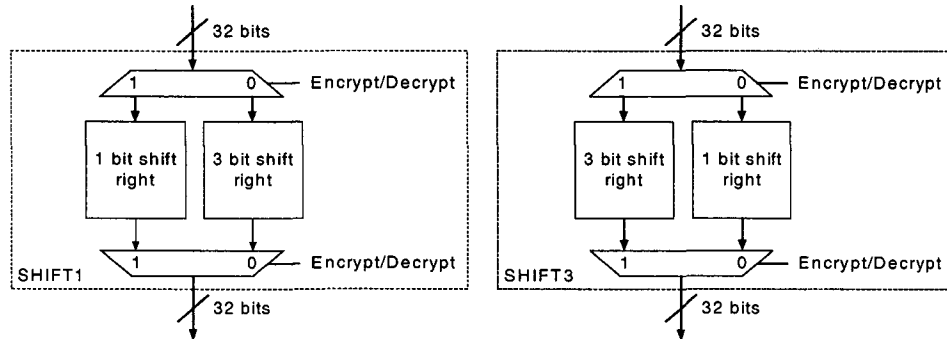 32 bits
1 0 Encrypt/Decrypt
1 bit shift right
3 bit shift right
1 0 Encrypt/Decrypt
SHIFT1
32 bits
32 bits
1 0 Encrypt/Decrypt
3 bit shift right
1 bit shift right
1 0 Encrypt/Decrypt
SHIFT3
32 bits